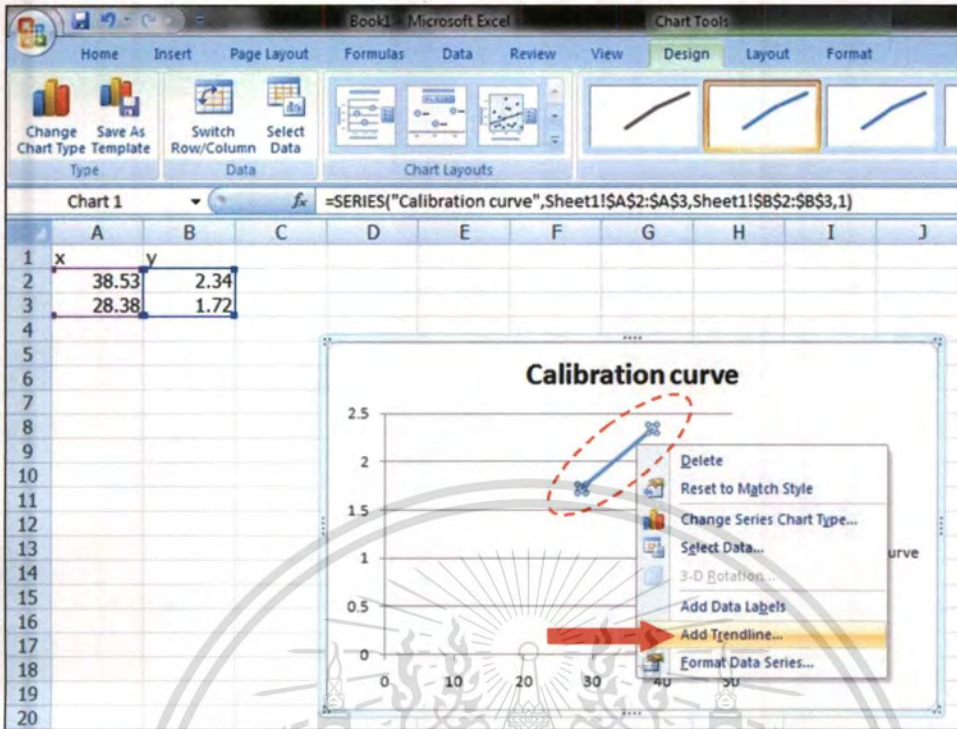 Book1 - Microsoft Excel Chart Tools
Home Insert Page Layout Formulas Data Review View Design Layout Format
Change Chart Type
Save As Template
Switch Row/Column
Select Data
Type Data Chart Layouts
Chart 1 fx =SERIES("Calibration curve",Sheet1!$A$2:$A$3,Sheet1!$B$2:$B$3,1)
A B C D E F G H I J
1 x y
2 38.53 2.34
3 28.38 1.72
4
5
6
7
8
9
10
11
12
13
14
15
16
17
18
19
20
Calibration curve
2.5
2
1.5
1
0.5
0
0 10 20 30 40 50
urve
Delete
Reset to Match Style
Change Series Chart Type...
Select Data...
3-D Rotation...
Add Data Labels
Add Trendline...
Format Data Series...